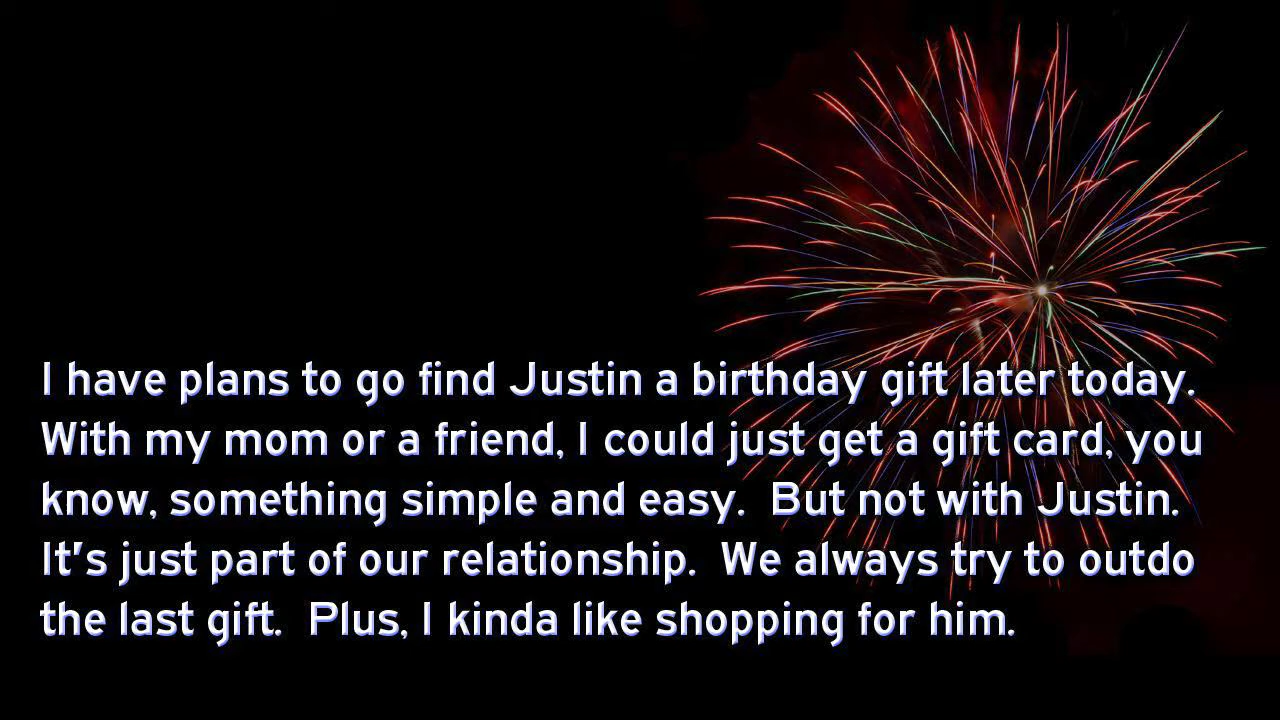 I have plans to go find Justin a birthday gift later today.
With my mom or a friend, I could just get a gift card, you
know, something simple and easy.  But not with Justin.
It's just part of our relationship.  We always try to outdo
the last gift.  Plus, I kinda like shopping for him.